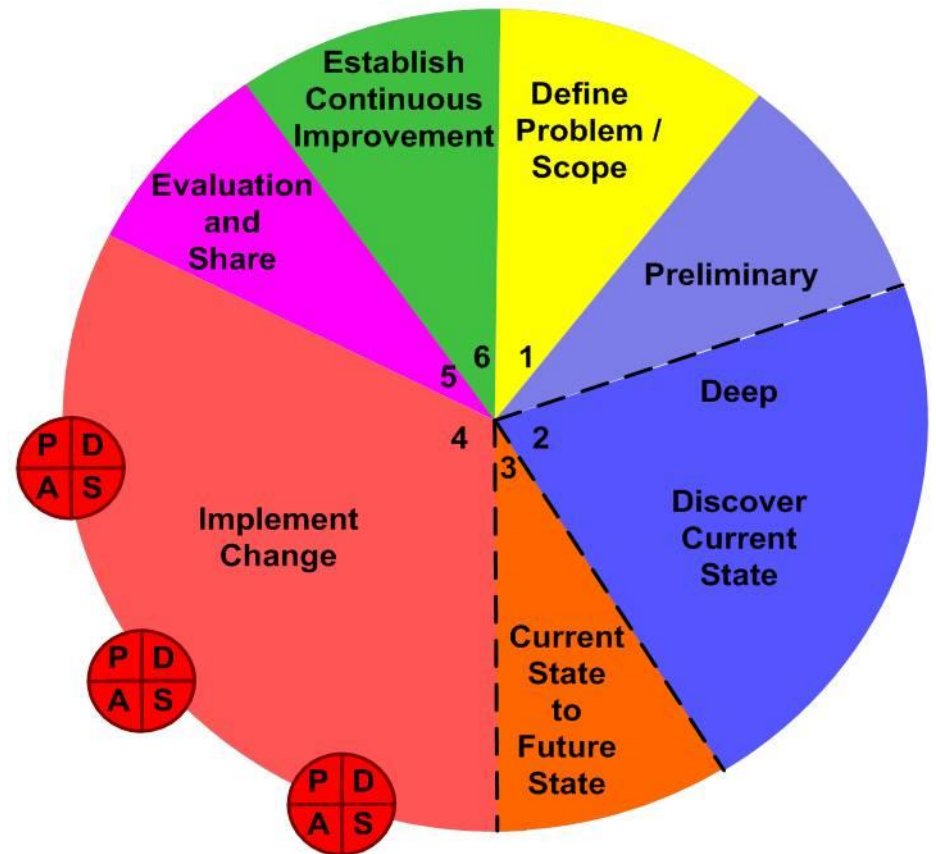 Establish
Continuous
Improvement
Define
Problem /
Scope
Evaluation
and
Share
Preliminary
6
1
5
Deep
4
2
3
P D
A S
Implement
Change
Discover
Current
State
Current
State
to
Future
State
P D
A S
P D
A S